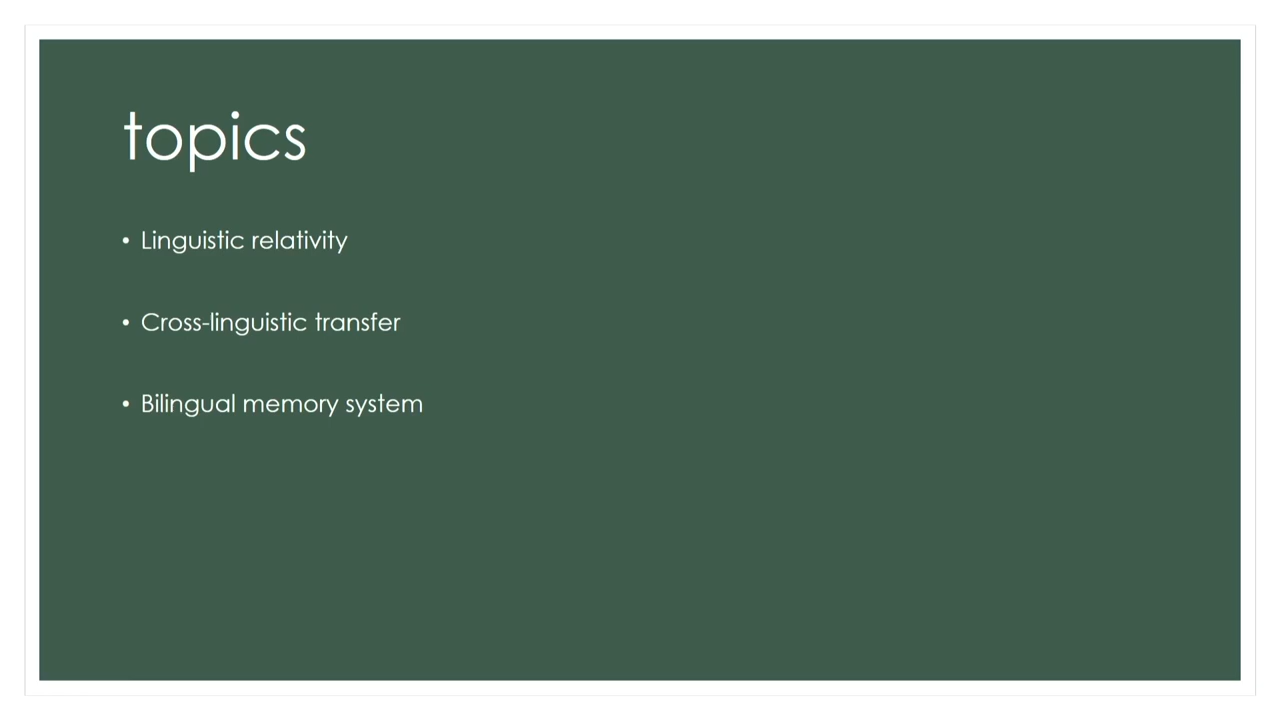 topics
• Linguistic relativity
• Cross-linguistic transfer
• Bilingual memory system